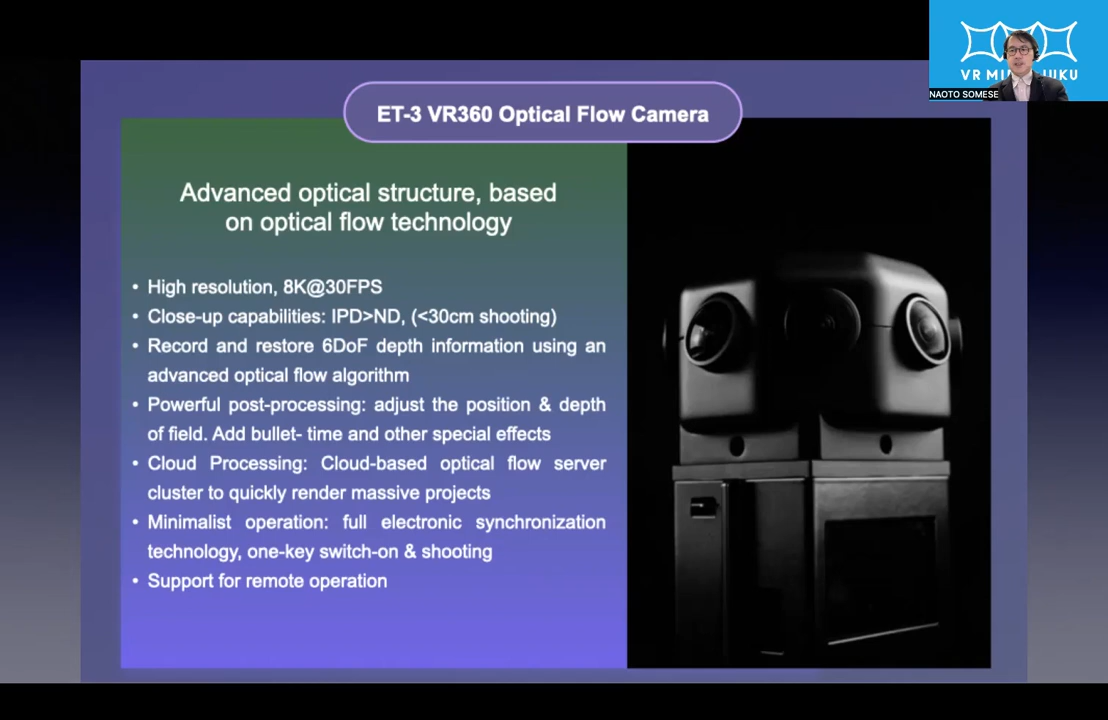 VR MI JUKU
NAOTO SOMESE
ET-3 VR360 Optical Flow Camera
Advanced optical structure, based
on optical flow technology
• High resolution, 8K@30FPS
• Close-up capabilities: IPD>ND, (<30cm shooting)
• Record and restore 6DoF depth information using an
advanced optical flow algorithm
• Powerful post-processing: adjust the position & depth
of field. Add bullet- time and other special effects
• Cloud Processing: Cloud-based optical flow server
cluster to quickly render massive projects
• Minimalist operation: full electronic synchronization
technology, one-key switch-on & shooting
• Support for remote operation